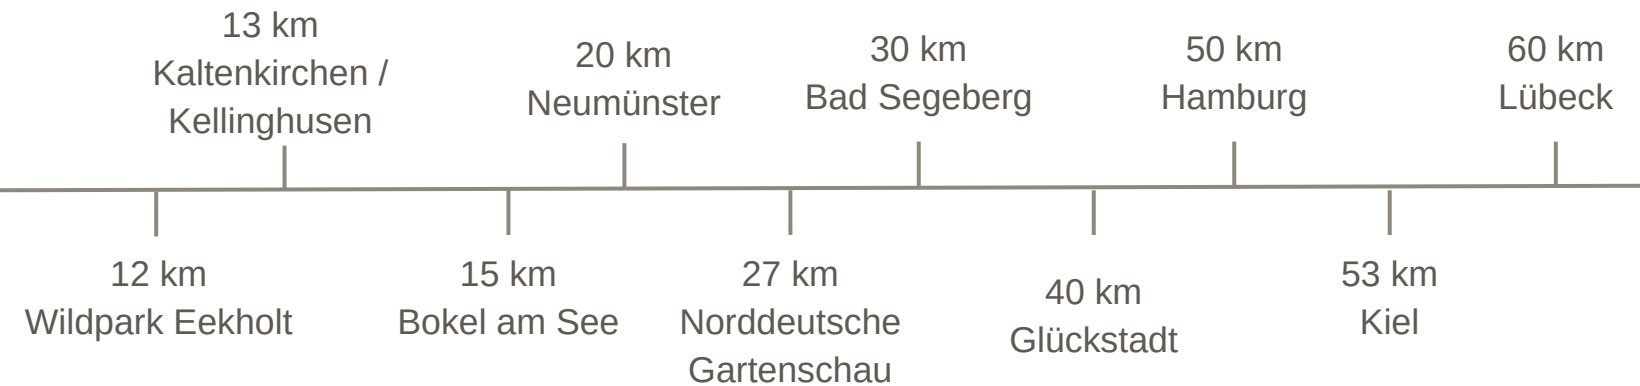 13 km
Kaltenkirchen /
Kellinghusen
20 km
Neumünster
30 km
Bad Segeberg
50 km
Hamburg
60 km
Lübeck
12 km
Wildpark Eekholt
15 km
Bokel am See
27 km
Norddeutsche
Gartenschau
40 km
Glückstadt
53 km
Kiel